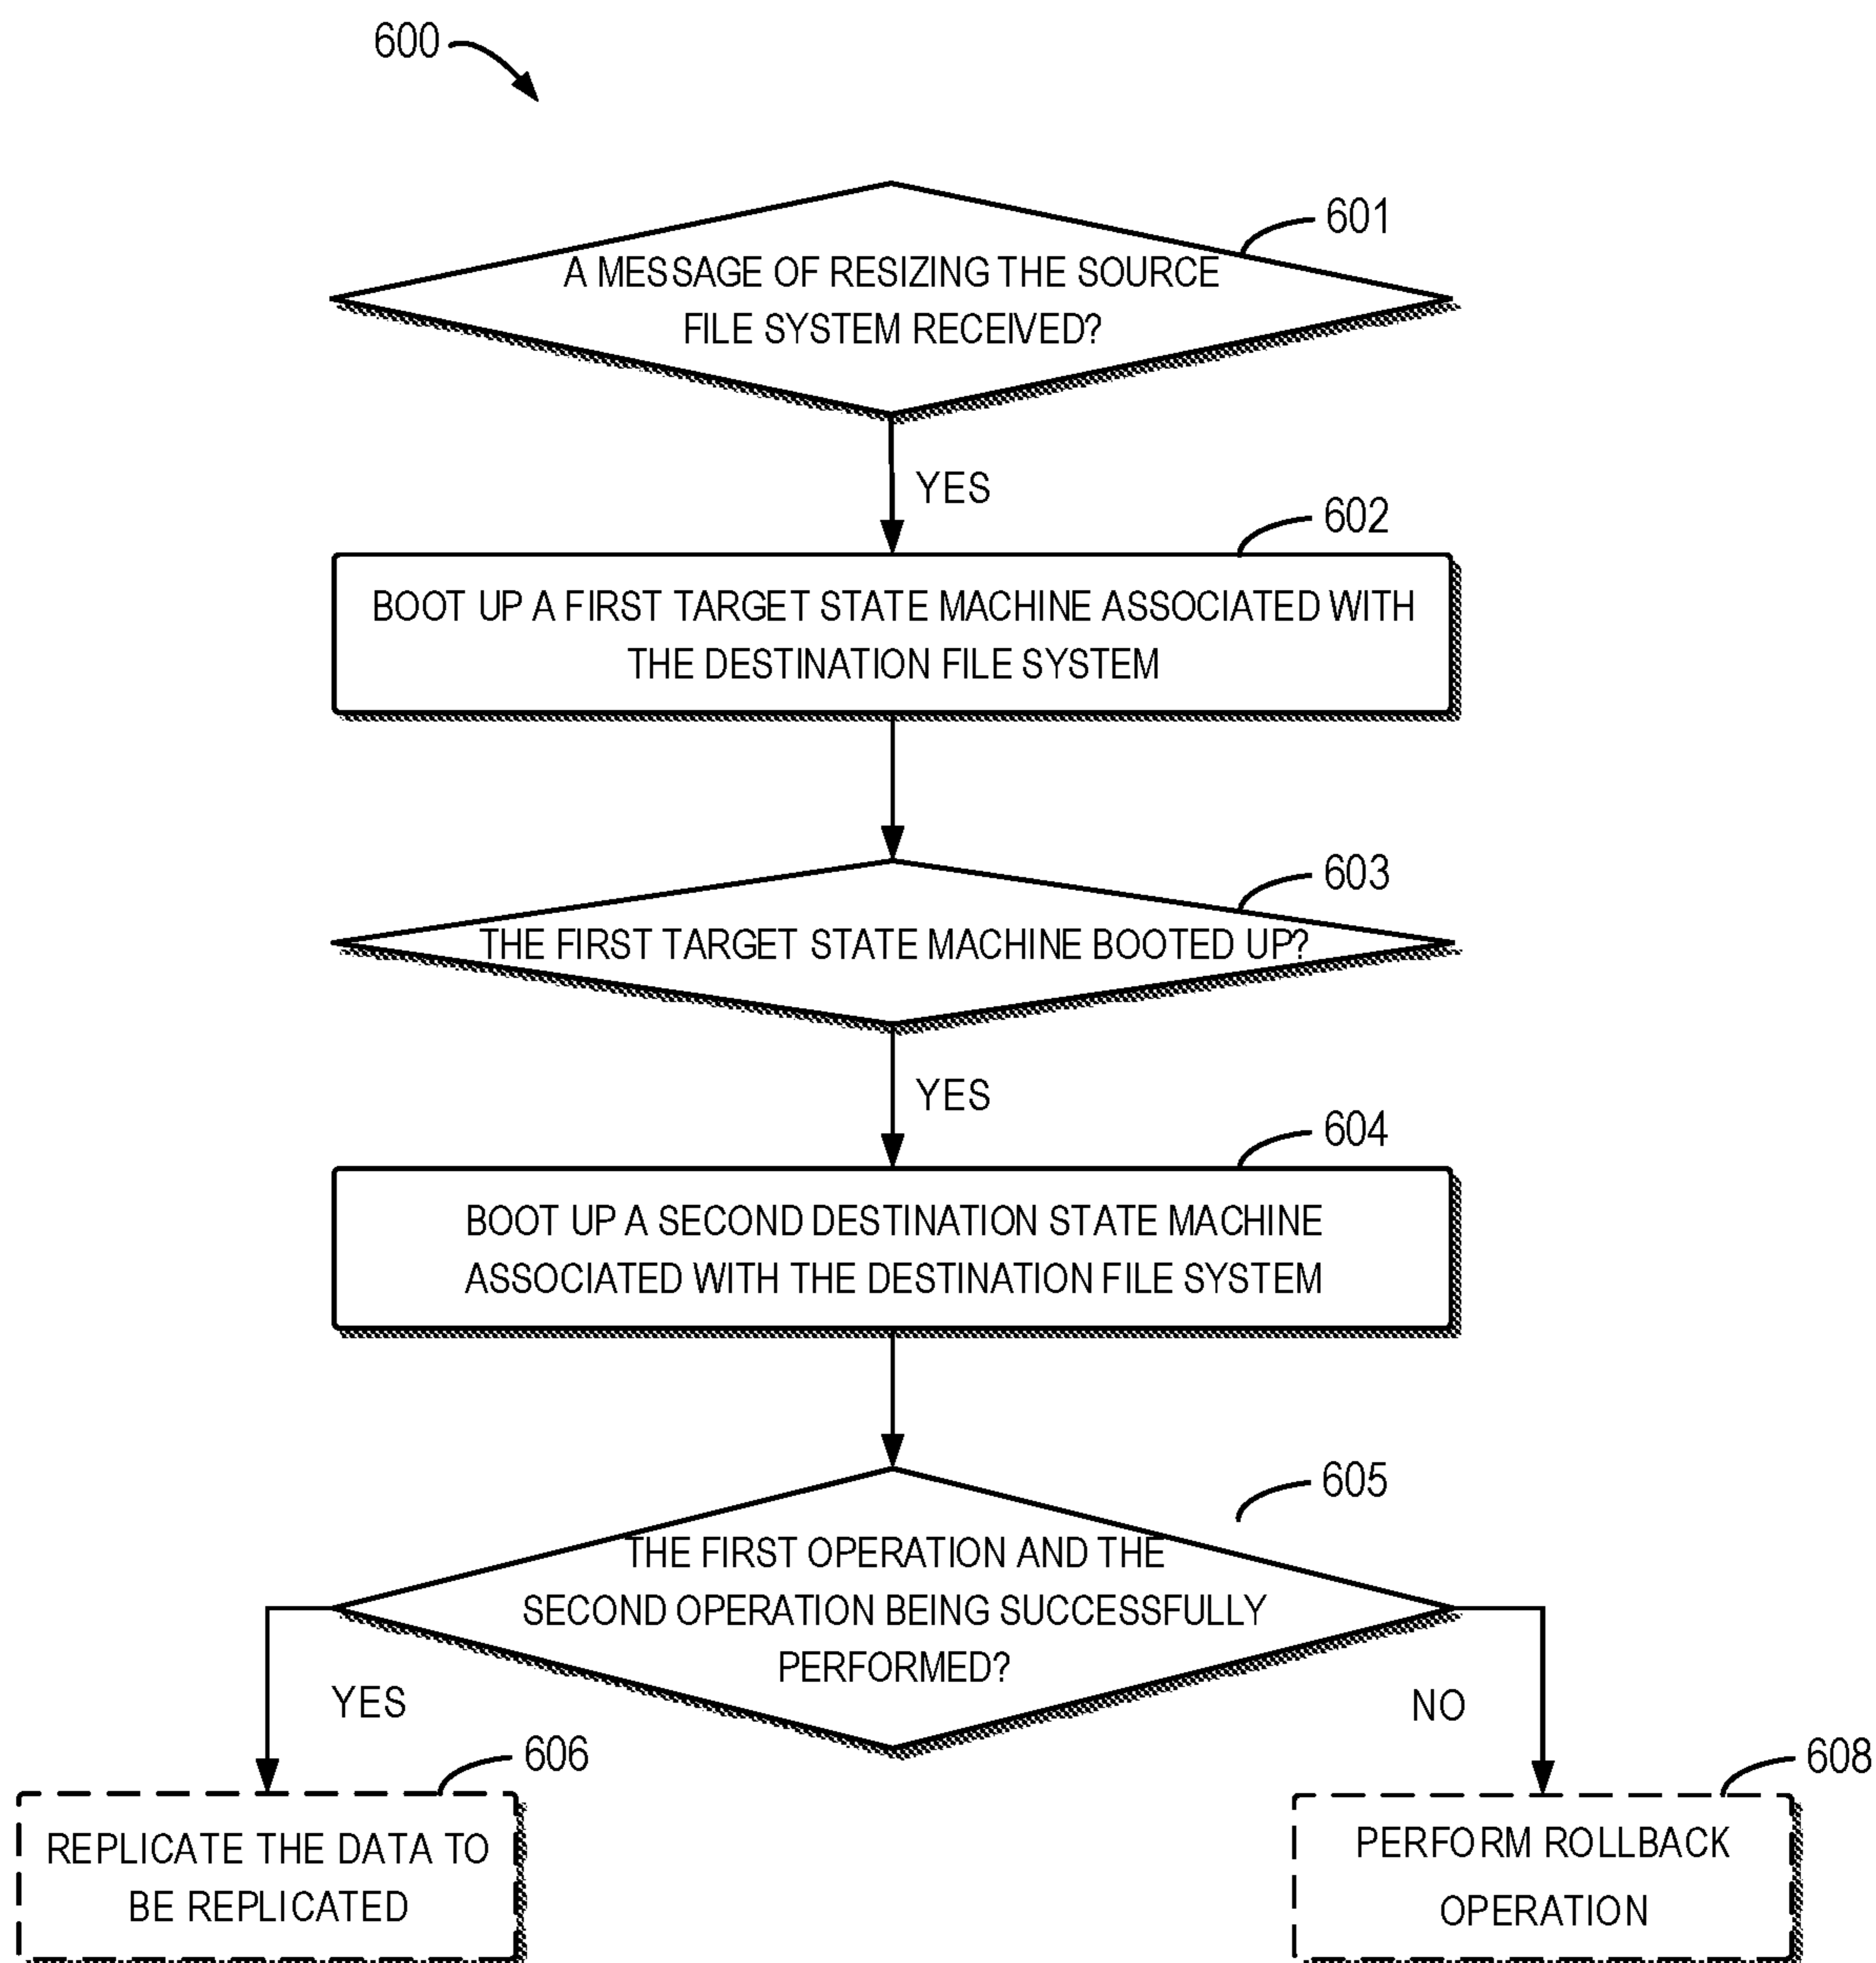 600
601
A MESSAGE OF RESIZING THE SOURCE
FILE SYSTEM RECEIVED?
YES
602
BOOT UP A FIRST TARGET STATE MACHINE ASSOCIATED WITH
THE DESTINATION FILE SYSTEM
603
THE FIRST TARGET STATE MACHINE BOOTED UP?
YES
604
BOOT UP A SECOND DESTINATION STATE MACHINE
ASSOCIATED WITH THE DESTINATION FILE SYSTEM
605
THE FIRST OPERATION AND THE
SECOND OPERATION BEING SUCCESSFULLY
PERFORMED?
YES
NO
606
608
REPLICATE THE DATA TO
BE REPLICATED
PERFORM ROLLBACK
OPERATION